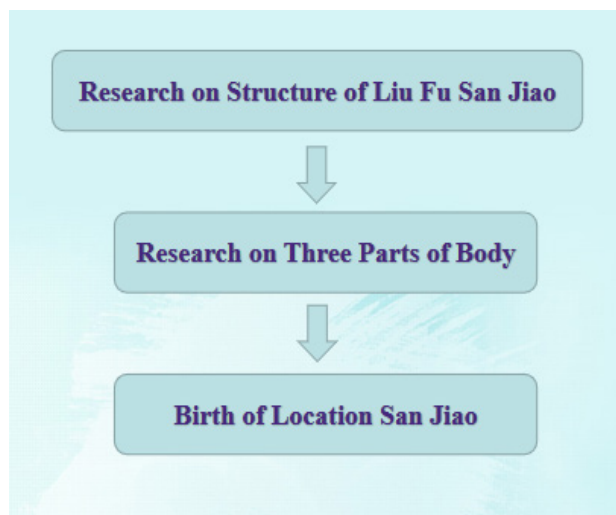 Research on Structure of Liu Fu San Jiao
Research on Three Parts of Body
Birth of Location San Jiao